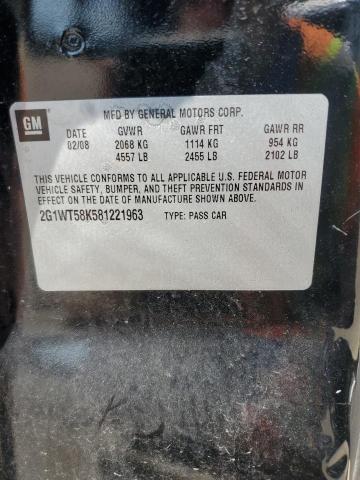 GM
MFD BY GENERAL MOTORS CORP.
DATE GVWR GAWR FRT GAWR RR
02/08 2068 KG 1114 KG 954 KG
4557 LB 2455 LB 2102 LB
THIS VEHICLE CONFORMS TO ALL APPLICABLE U.S. FEDERAL MOTOR
VEHICLE SAFETY, BUMPER, AND THEFT PREVENTION STANDARDS IN
EFFECT ON THE DATE OF MANUFACTURE SHOWN ABOVE.
2G1WT58K581221963 TYPE: PASS CAR